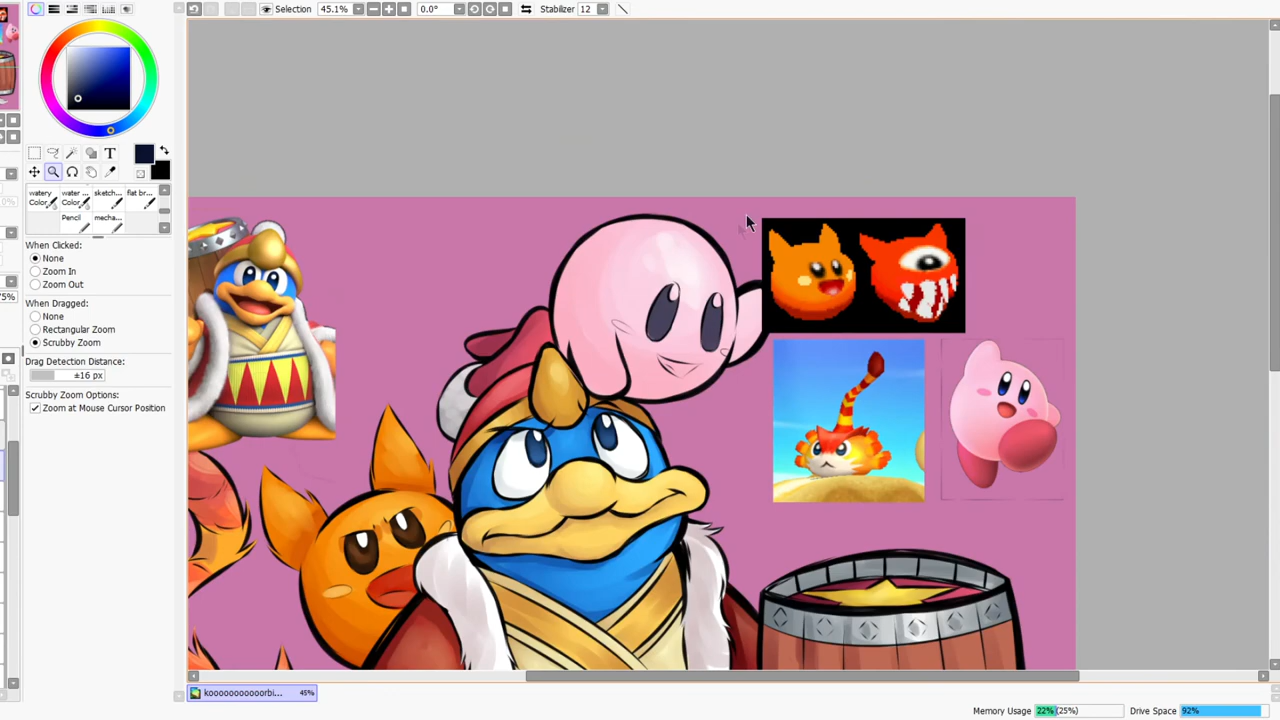 Selection 45.1% 0.0° Stabilizer 12
T
watery water ... sketch... flat br...
Color Color
Pencil mecha...
When Clicked:
None
Zoom In
Zoom Out
When Dragged:
None
Rectangular Zoom
Scrubby Zoom
Drag Detection Distance:
±16 px
Scrubby Zoom Options:
Zoom at Mouse Cursor Position
0%
75%
kooooooooooorbi... 45%
Memory Usage 22% (25%) Drive Space 92%